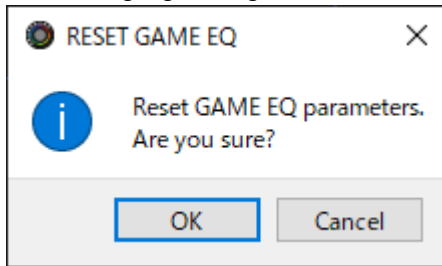 RESET GAME EQ
Reset GAME EQ parameters.
Are you sure?
OK
Cancel